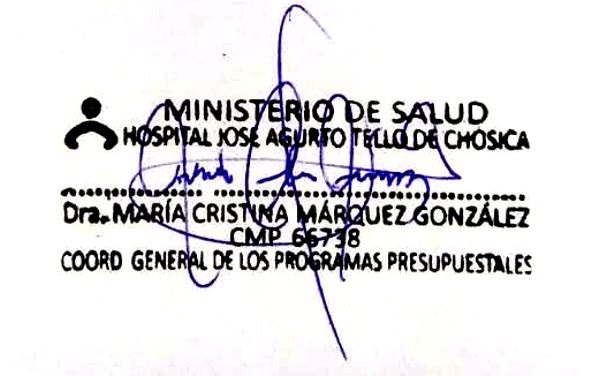 MINISTERIO DE SALUD
HOSPITAL JOSE AGURTO TELLO DE CHOSICA
Dra. MARÍA CRISTINA MÁRQUEZ GONZÁLEZ
CMP 66738
COORD GENERAL DE LOS PROGRAMAS PRESUPUESTALES